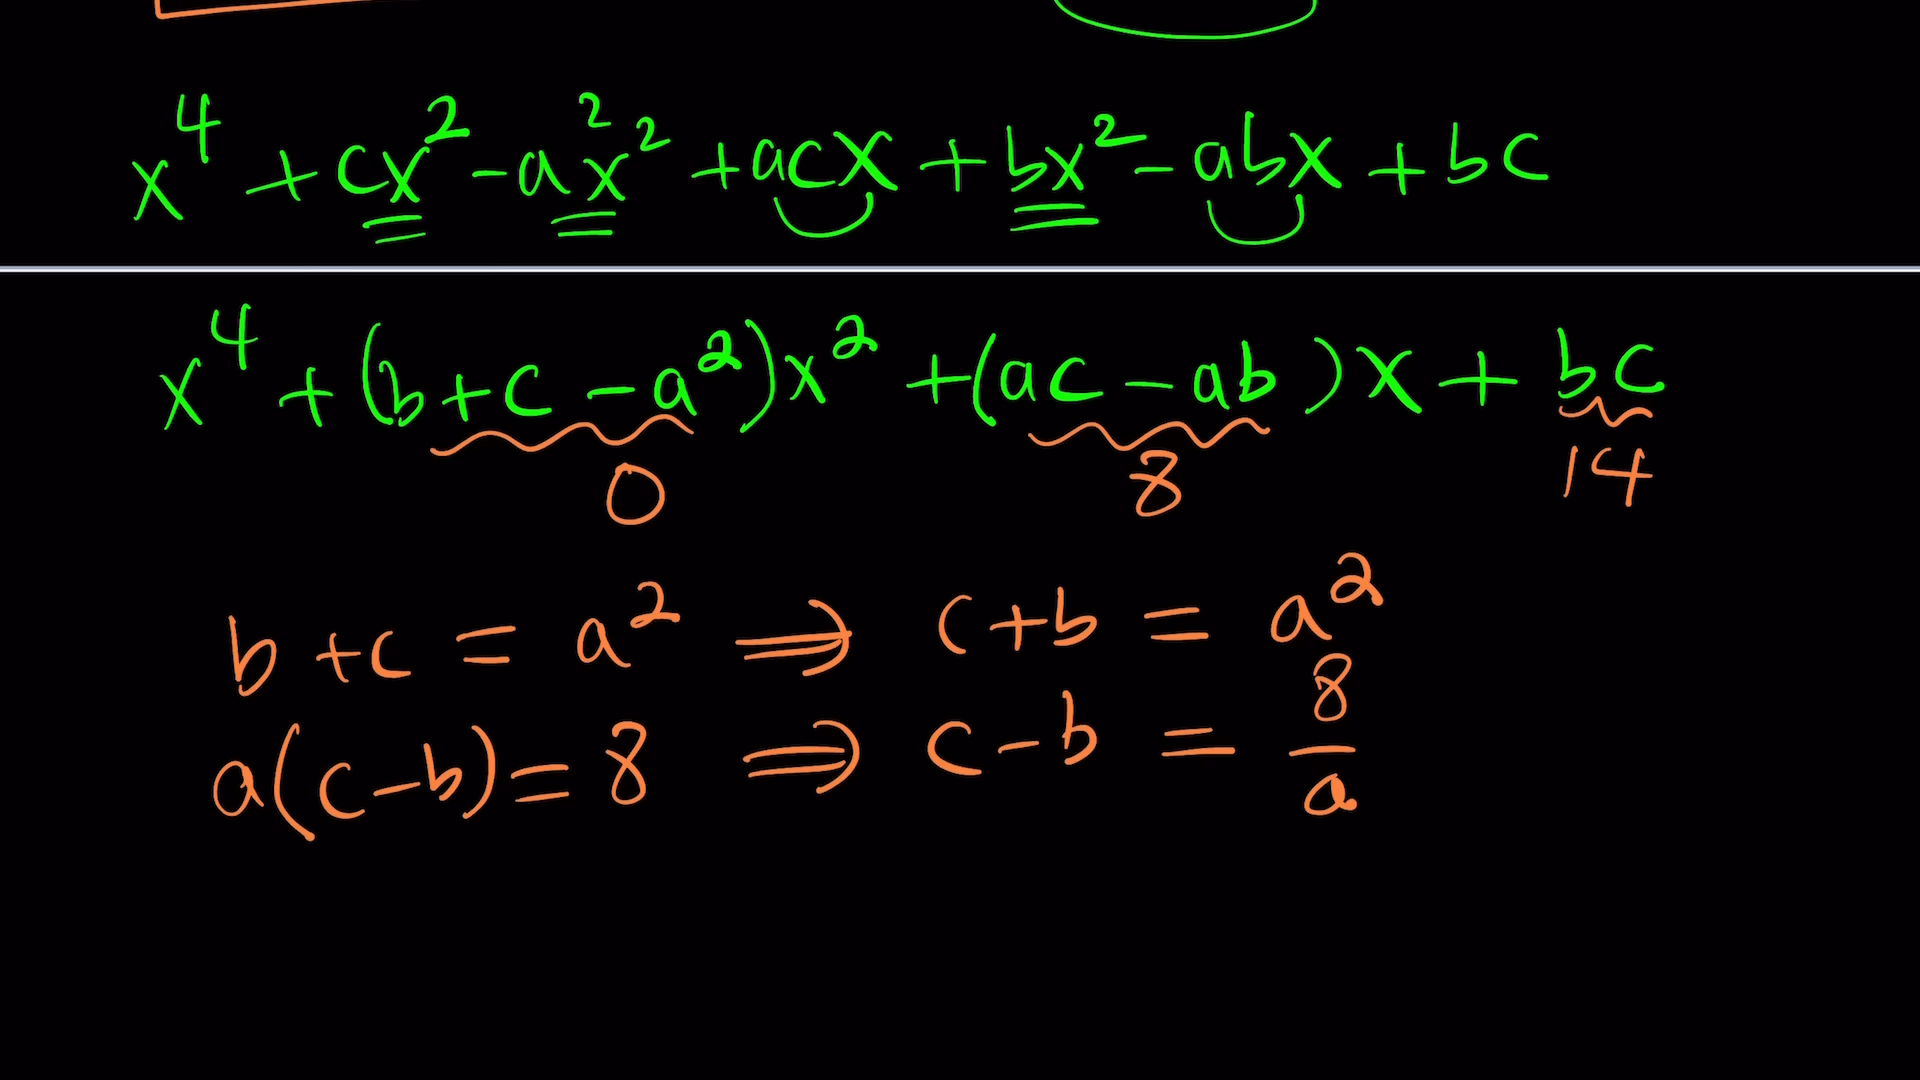 x⁴ + cx² - a²x² + acx + bx² - abx + bc
x⁴ + (b + c - a²)x² + (ac - ab)x + bc
0 8 14
b + c = a² ⟹ c + b = a²
a(c - b) = 8 ⟹ c - b = 8/a